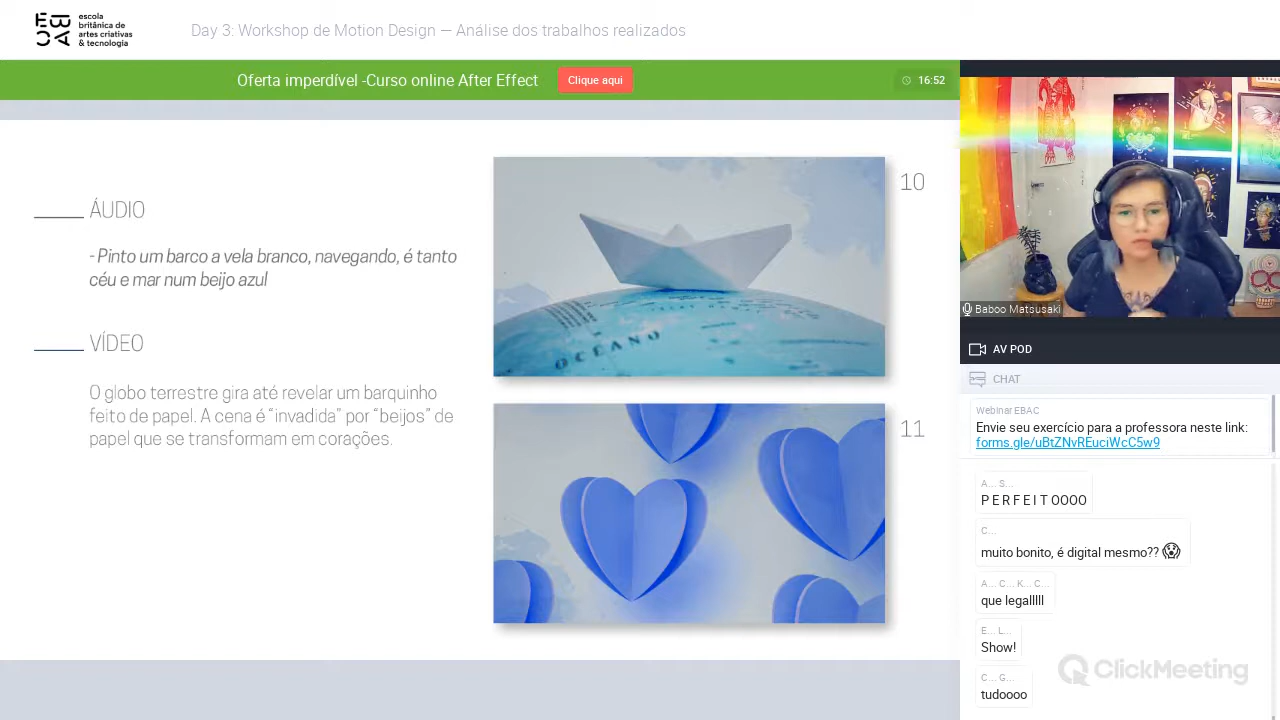 EBAC
escola
britânica de
artes criativas
& tecnologia
Day 3: Workshop de Motion Design — Análise dos trabalhos realizados
Oferta imperdível -Curso online After Effect
Clique aqui
16:52
ÁUDIO
- Pinto um barco a vela branco, navegando, é tanto
céu e mar num beijo azul
VÍDEO
O globo terrestre gira até revelar um barquinho
feito de papel. A cena é “invadida” por “beijos” de
papel que se transformam em corações.
10
OCEANO
11
Baboo Matsusaki
AV POD
CHAT
Webinar EBAC
Envie seu exercício para a professora neste link:
forms.gle/uBtZNvREuciWcC5w9
A... S...
P E R F E I T OOOO
C...
muito bonito, é digital mesmo?? 😱
A... C... K... C...
que legalllll
E... L...
Show!
C... G...
tudoooo
ClickMeeting